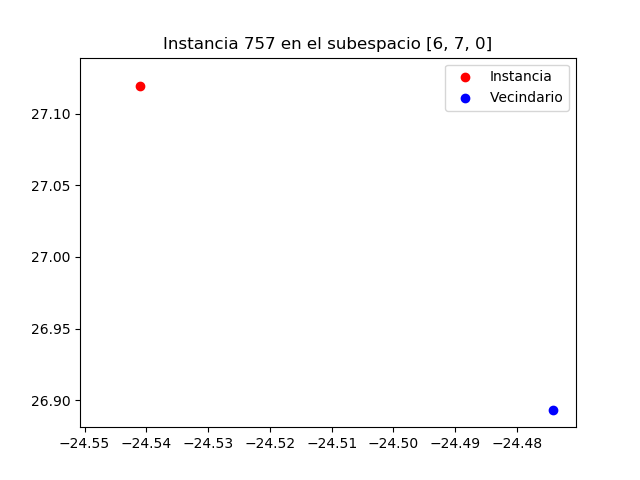 Instancia 757 en el subespacio [6, 7, 0]
Instancia
Vecindario
27.10
27.05
27.00
26.95
26.90
−24.55 −24.54 −24.53 −24.52 −24.51 −24.50 −24.49 −24.48